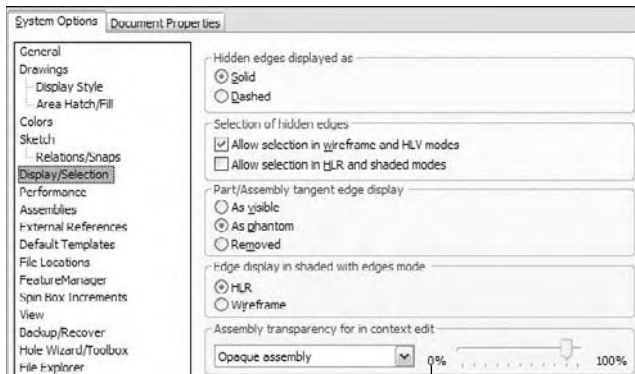 System Options
Document Properties
General
Drawings
Display Style
Area Hatch/Fill
Colors
Sketch
Relations/Snaps
Display/Selection
Performance
Assemblies
External References
Default Templates
File Locations
FeatureManager
Spin Box Increments
View
Backup/Recover
Hole Wizard/Toolbox
File Explorer
Hidden edges displayed as
Solid
Dashed
Selection of hidden edges
Allow selection in wireframe and HLV modes
Allow selection in HLR and shaded modes
Part/Assembly tangent edge display
As visible
As phantom
Removed
Edge display in shaded with edges mode
HLR
Wireframe
Assembly transparency for in context edit
Opaque assembly
0%
100%